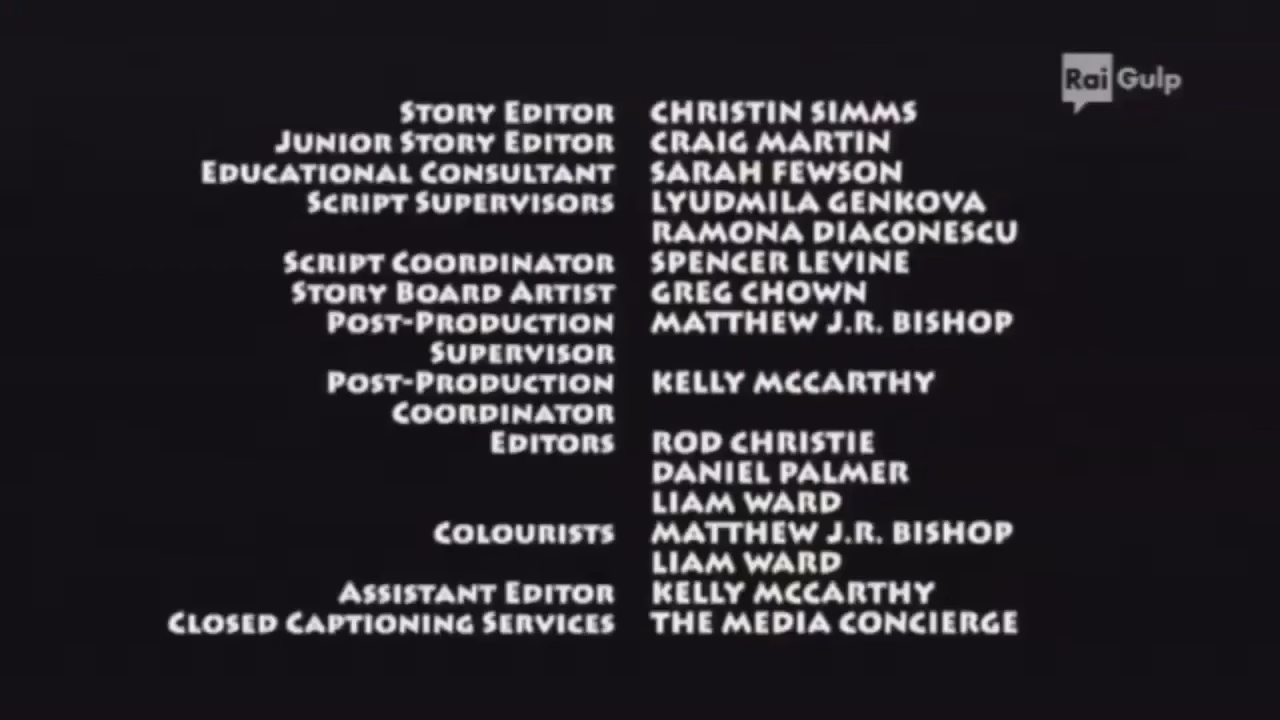 Rai Gulp
STORY EDITOR CHRISTIN SIMMS
JUNIOR STORY EDITOR CRAIG MARTIN
EDUCATIONAL CONSULTANT SARAH FEWSON
SCRIPT SUPERVISORS LYUDMILA GENKOVA
RAMONA DIACONESCU
SCRIPT COORDINATOR SPENCER LEVINE
STORY BOARD ARTIST GREG CHOWN
POST-PRODUCTION MATTHEW J.R. BISHOP
SUPERVISOR
POST-PRODUCTION KELLY MCCARTHY
COORDINATOR
EDITORS ROD CHRISTIE
DANIEL PALMER
LIAM WARD
COLOURISTS MATTHEW J.R. BISHOP
LIAM WARD
ASSISTANT EDITOR KELLY MCCARTHY
CLOSED CAPTIONING SERVICES THE MEDIA CONCIERGE